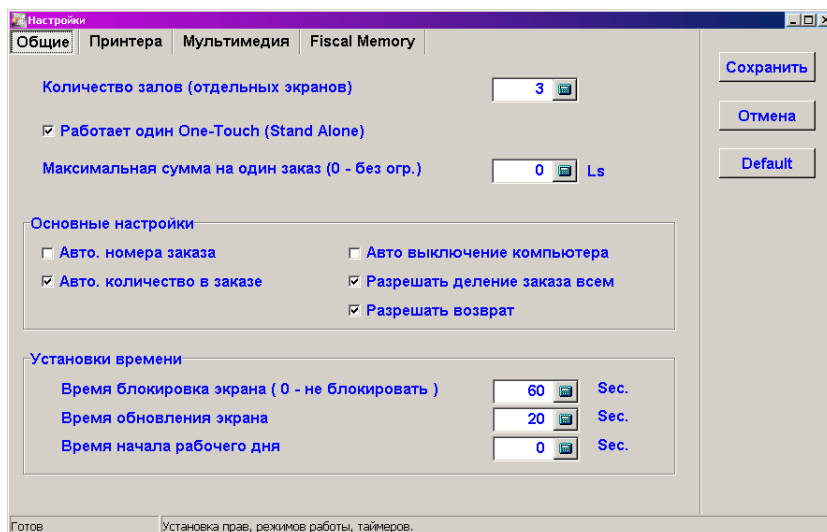 Настройки
Общие Принтера Мультимедия Fiscal Memory
Сохранить
Количество залов (отдельных экранов) 3
Отмена
Работает один One-Touch (Stand Alone)
Default
Максимальная сумма на один заказ (0 - без огр.) 0 Ls
Основные настройки
Авто. номера заказа Авто выключение компьютера
Авто. количество в заказе Разрешать деление заказа всем
Разрешать возврат
Установки времени
Время блокировка экрана ( 0 - не блокировать ) 60 Sec.
Время обновления экрана 20 Sec.
Время начала рабочего дня 0 Sec.
Готов Установка прав, режимов работы, таймеров.